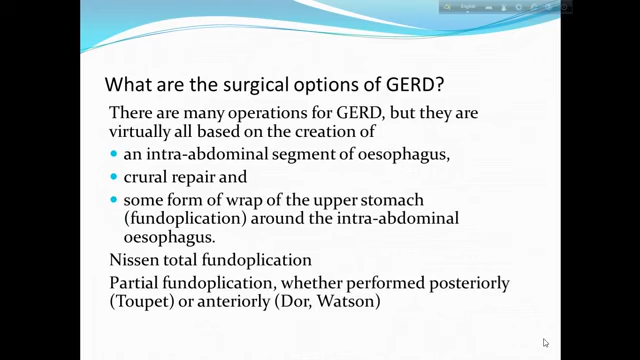 English
What are the surgical options of GERD?
There are many operations for GERD, but they are
virtually all based on the creation of
• an intra-abdominal segment of oesophagus,
• crural repair and
• some form of wrap of the upper stomach
(fundoplication) around the intra-abdominal
oesophagus.
Nissen total fundoplication
Partial fundoplication, whether performed posteriorly
(Toupet) or anteriorly (Dor, Watson)